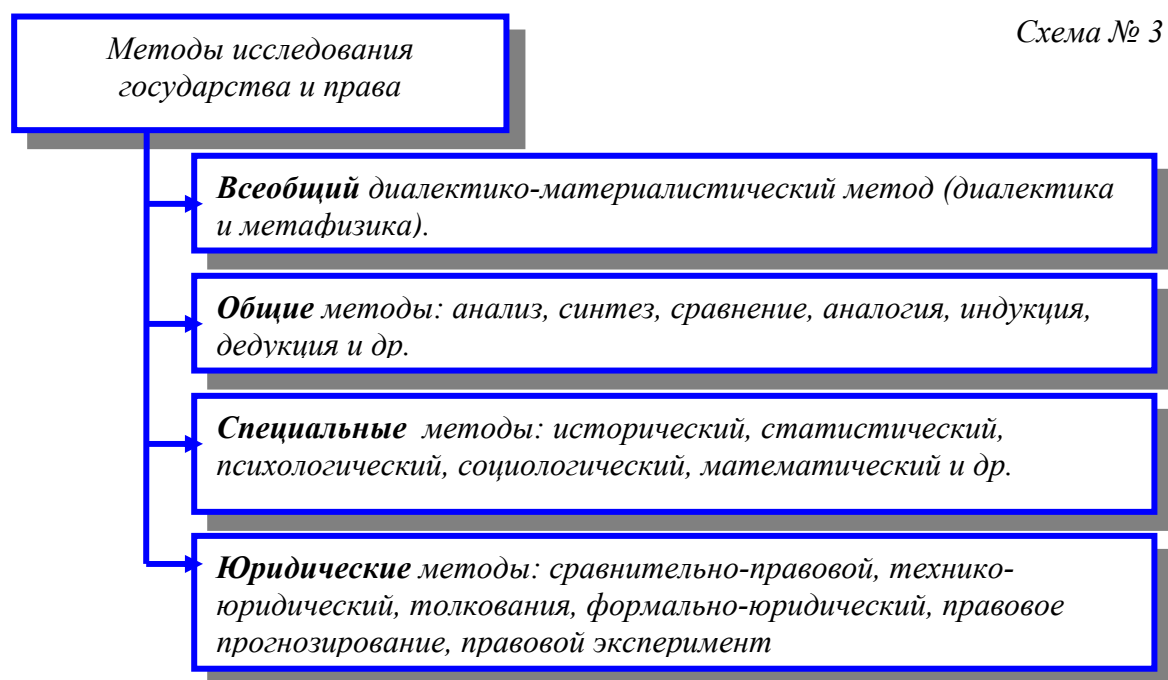 Схема № 3
Методы исследования
государства и права
Всеобщий диалектико-материалистический метод (диалектика
и метафизика).
Общие методы: анализ, синтез, сравнение, аналогия, индукция,
дедукция и др.
Специальные методы: исторический, статистический,
психологический, социологический, математический и др.
Юридические методы: сравнительно-правовой, технико-
юридический, толкования, формально-юридический, правовое
прогнозирование, правовой эксперимент